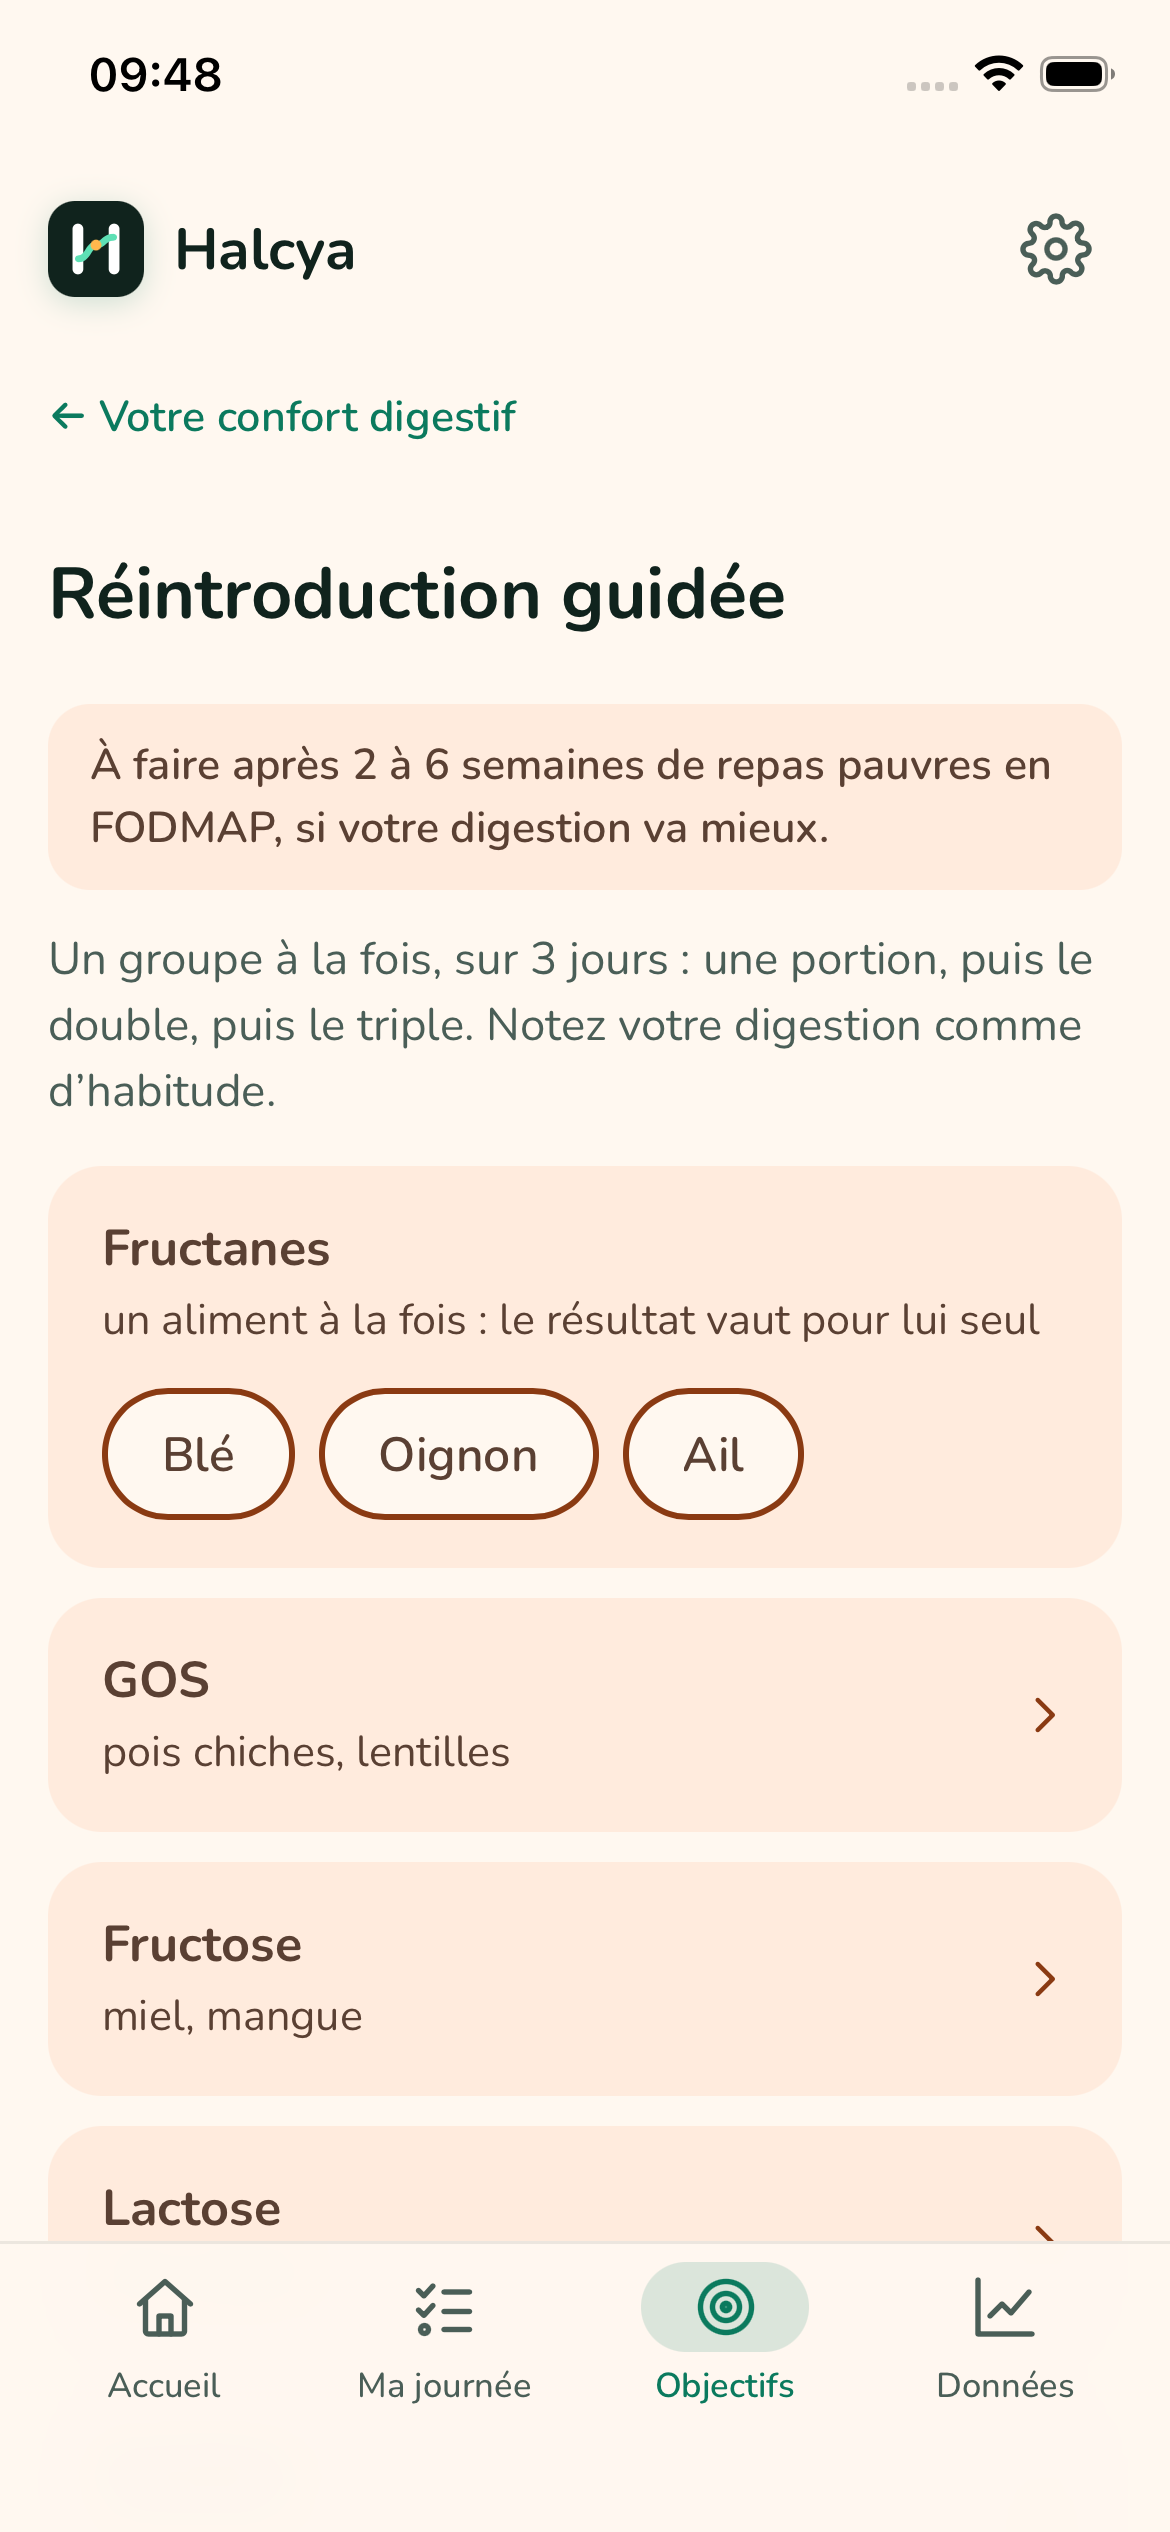 09:48
Halcya
← Votre confort digestif
Réintroduction guidée
À faire après 2 à 6 semaines de repas pauvres en
FODMAP, si votre digestion va mieux.
Un groupe à la fois, sur 3 jours : une portion, puis le
double, puis le triple. Notez votre digestion comme
d’habitude.
Fructanes
un aliment à la fois : le résultat vaut pour lui seul
Blé
Oignon
Ail
GOS
pois chiches, lentilles
Fructose
miel, mangue
Lactose
Accueil
Ma journée
Objectifs
Données